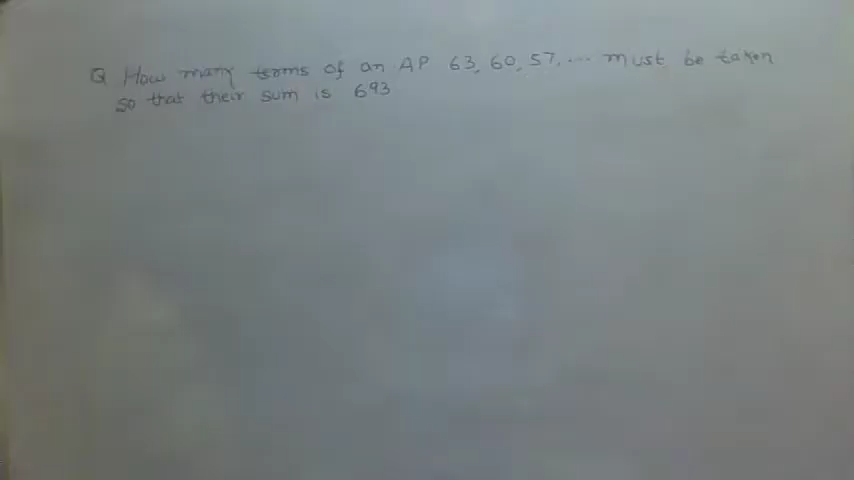 Q How many terms of an AP 63, 60, 57, ... must be taken
so that their sum is 693